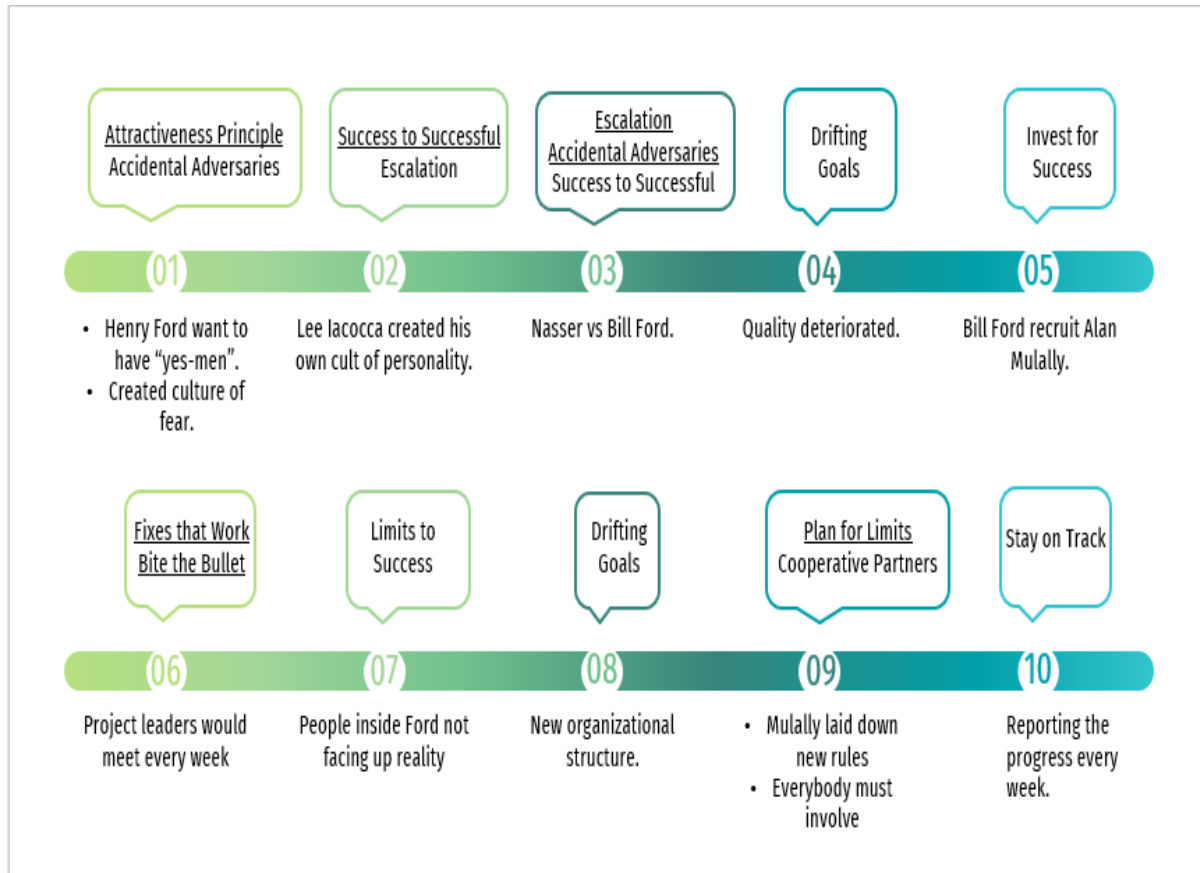 Attractiveness Principle
Accidental Adversaries
Success to Successful
Escalation
Escalation
Accidental Adversaries
Success to Successful
Drifting
Goals
Invest for
Success
01
02
03
04
05
• Henry Ford want to
have “yes-men”.
• Created culture of
fear.
Lee Iacocca created his
own cult of personality.
Nasser vs Bill Ford.
Quality deteriorated.
Bill Ford recruit Alan
Mulally.
Fixes that Work
Bite the Bullet
Limits to
Success
Drifting
Goals
Plan for Limits
Cooperative Partners
Stay on Track
06
07
08
09
10
Project leaders would
meet every week
People inside Ford not
facing up reality
New organizational
structure.
• Mulally laid down
new rules
• Everybody must
involve
Reporting the
progress every
week.